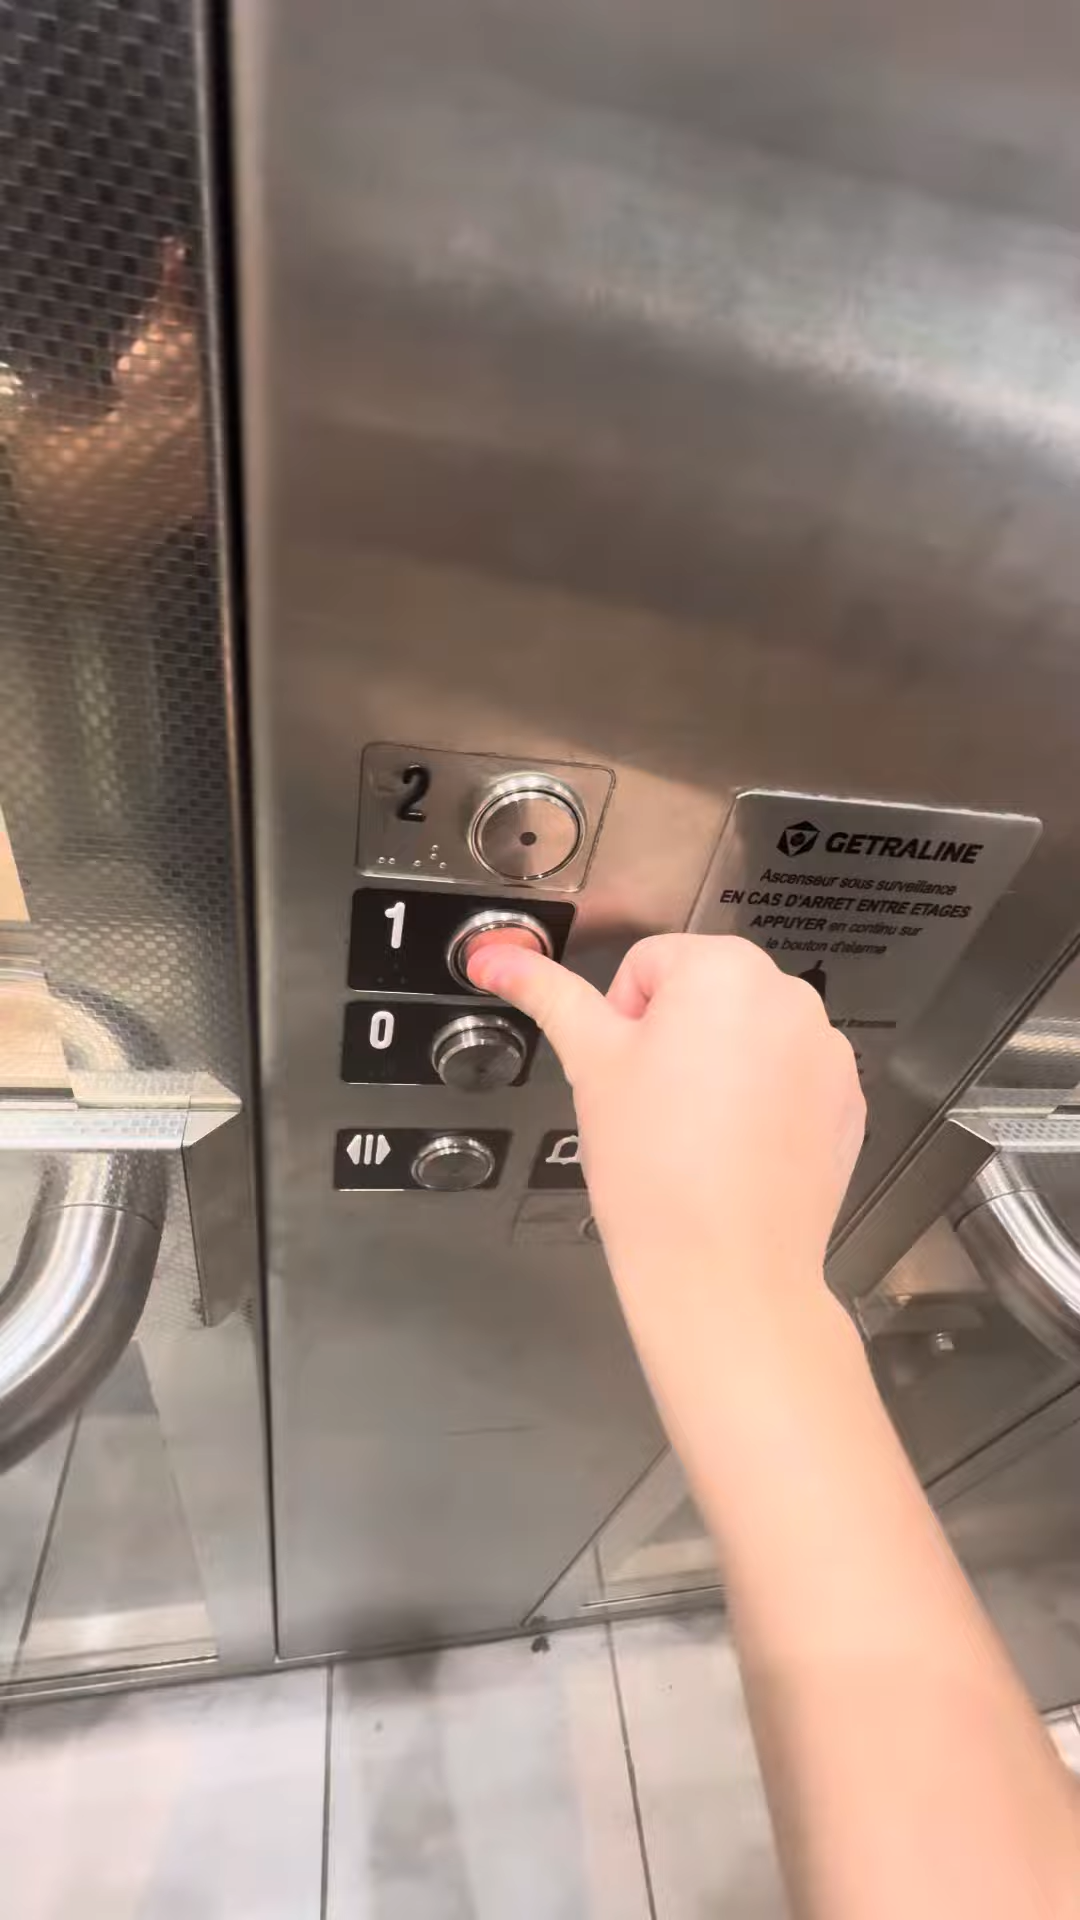 2
1
0
GETRALINE
Ascenseur sous surveillance
EN CAS D'ARRET ENTRE ETAGES
APPUYER en continu sur
le bouton d'alarme